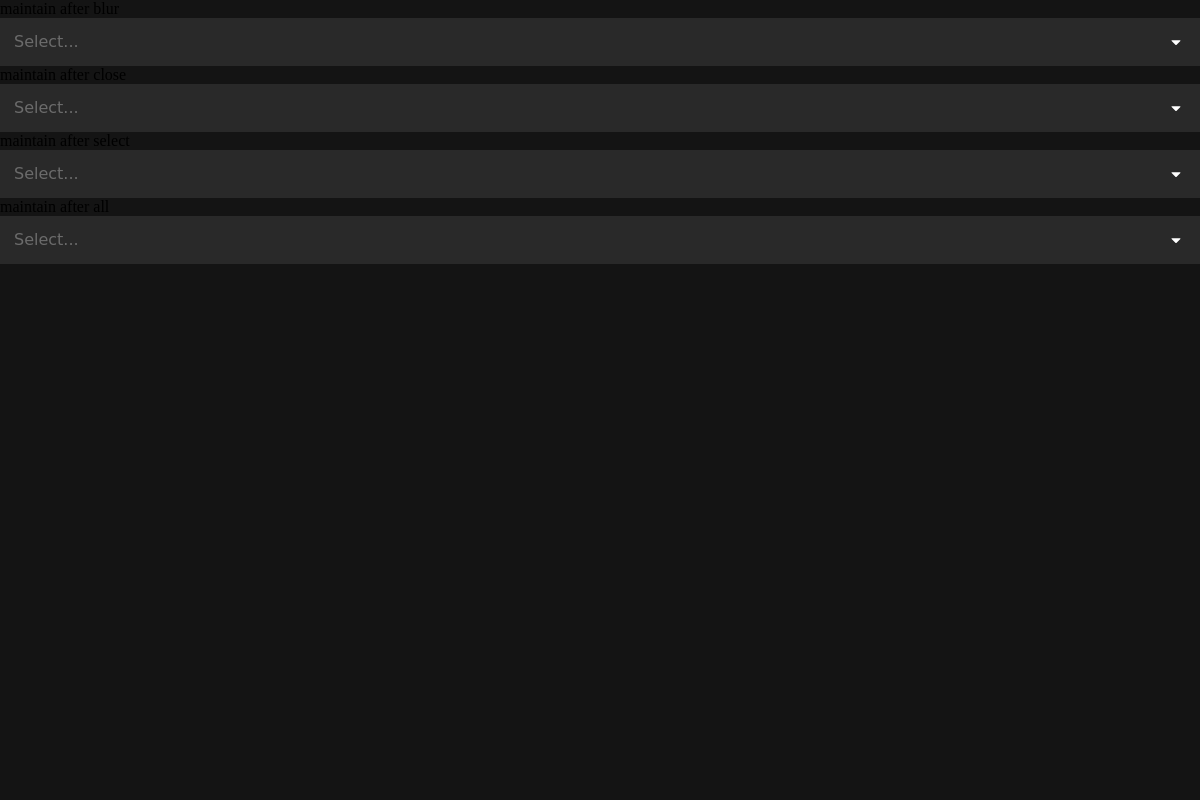 maintain after blur
Select...
maintain after close
Select...
maintain after select
Select...
maintain after all
Select...